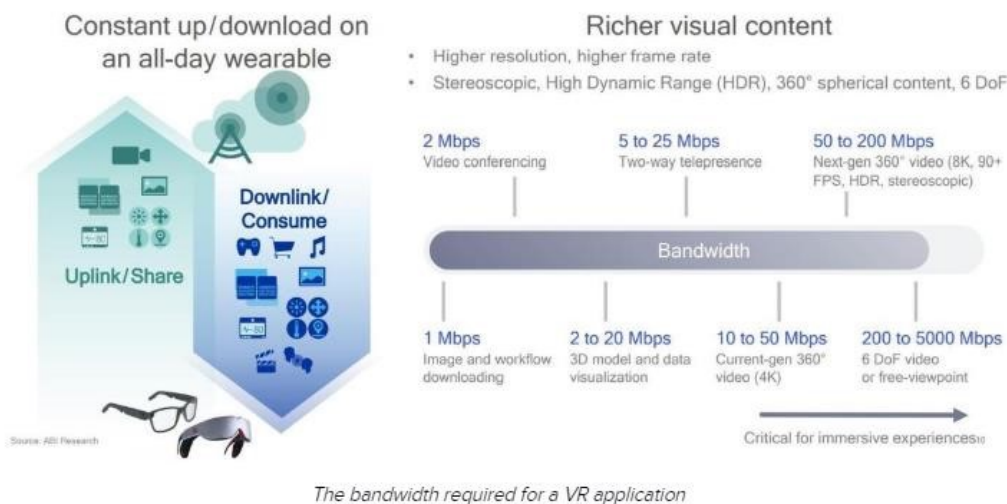 Constant up/download on
an all-day wearable
Uplink/Share
Downlink/
Consume
Source: ABI Research
Richer visual content
• Higher resolution, higher frame rate
• Stereoscopic, High Dynamic Range (HDR), 360° spherical content, 6 DoF
2 Mbps
Video conferencing
5 to 25 Mbps
Two-way telepresence
50 to 200 Mbps
Next-gen 360° video (8K, 90+
FPS, HDR, stereoscopic)
Bandwidth
1 Mbps
Image and workflow
downloading
2 to 20 Mbps
3D model and data
visualization
10 to 50 Mbps
Current-gen 360°
video (4K)
200 to 5000 Mbps
6 DoF video
or free-viewpoint
Critical for immersive experiences10
The bandwidth required for a VR application